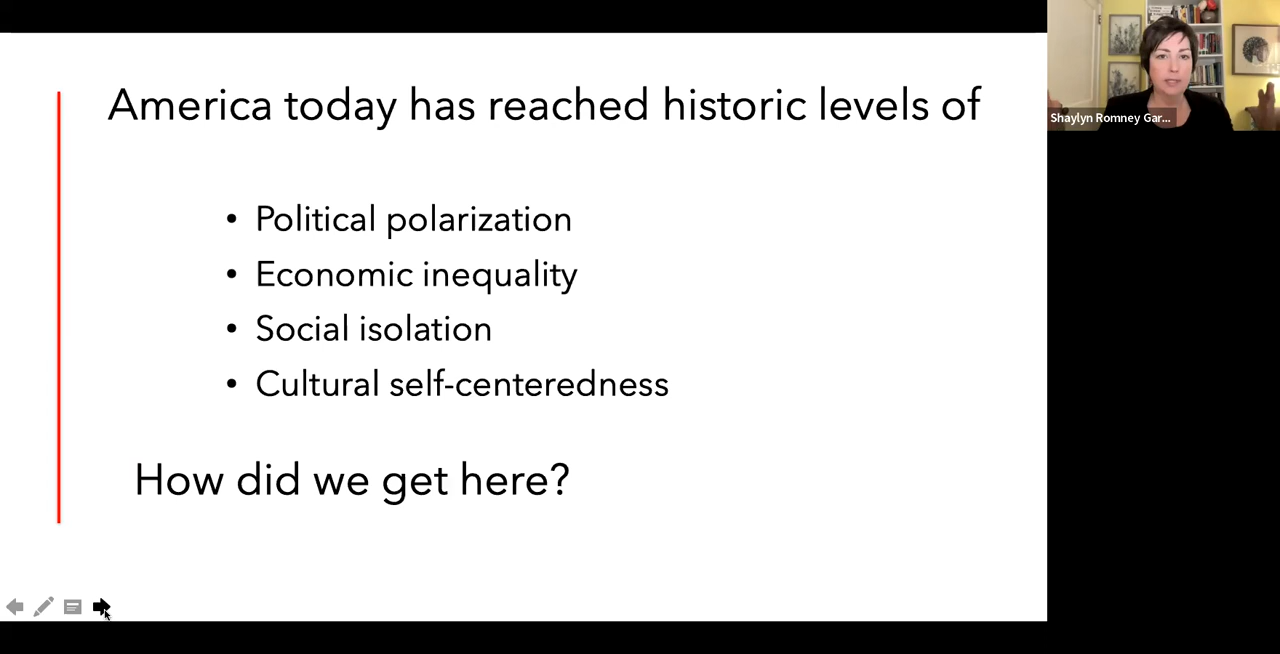 America today has reached historic levels of
• Political polarization
• Economic inequality
• Social isolation
• Cultural self-centeredness
How did we get here?
Shaylyn Romney Gar...